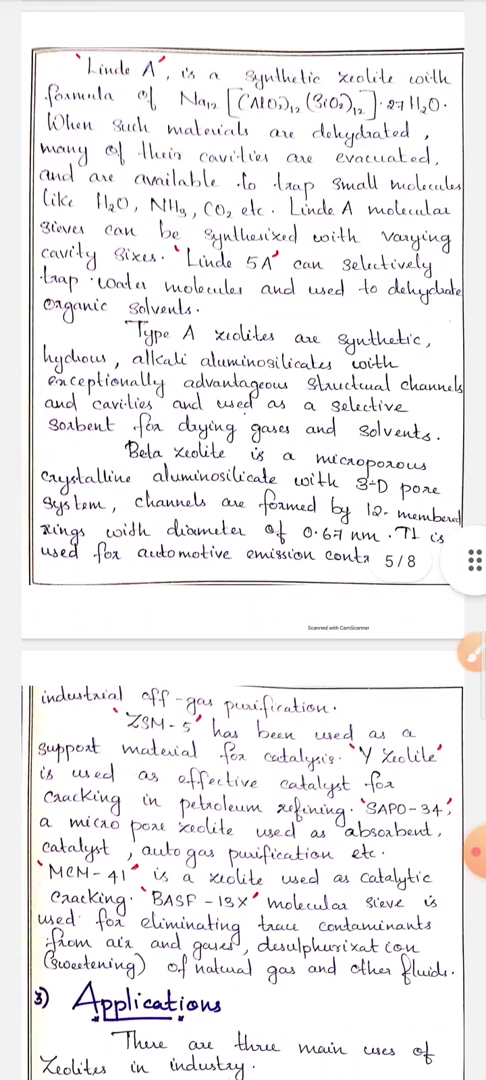 'Linde A', is a synthetic zeolite with
formula of Na12 [(AlO2)12 (SiO2)12]·27H2O.
When such materials are dehydrated,
many of their cavities are evacuated,
and are available to trap small molecules
like H2O, NH3, CO2 etc. Linde A molecular
sieves can be synthesized with varying
cavity sizes. 'Linde 5A' can selectively
trap water molecules and used to dehydrate
organic solvents.
Type A zeolites are synthetic,
hydrous, alkali aluminosilicates with
exceptionally advantageous structural channels
and cavities and used as a selective
sorbent for drying gases and solvents.
Beta zeolite is a microporous
crystalline aluminosilicate with 3-D pore
system, channels are formed by 12-membered
rings with diameter of 0.67 nm. It is
used for automotive emission cont
5/8
Scanned with CamScanner
industrial off-gas purification.
'ZSM-5' has been used as a
support material for catalysis. 'Y Zeolite'
is used as effective catalyst for
cracking in petroleum refining. 'SAPO-34',
a micro pore zeolite used as absorbent,
catalyst, auto gas purification etc.
'MCM-41' is a zeolite used as catalytic
cracking. 'BASF-13X' molecular sieve is
used for eliminating trace contaminants
from air and gases, desulphurization
(sweetening) of natural gas and other fluids.
3) Applications
There are three main uses of
Zeolites in industry.